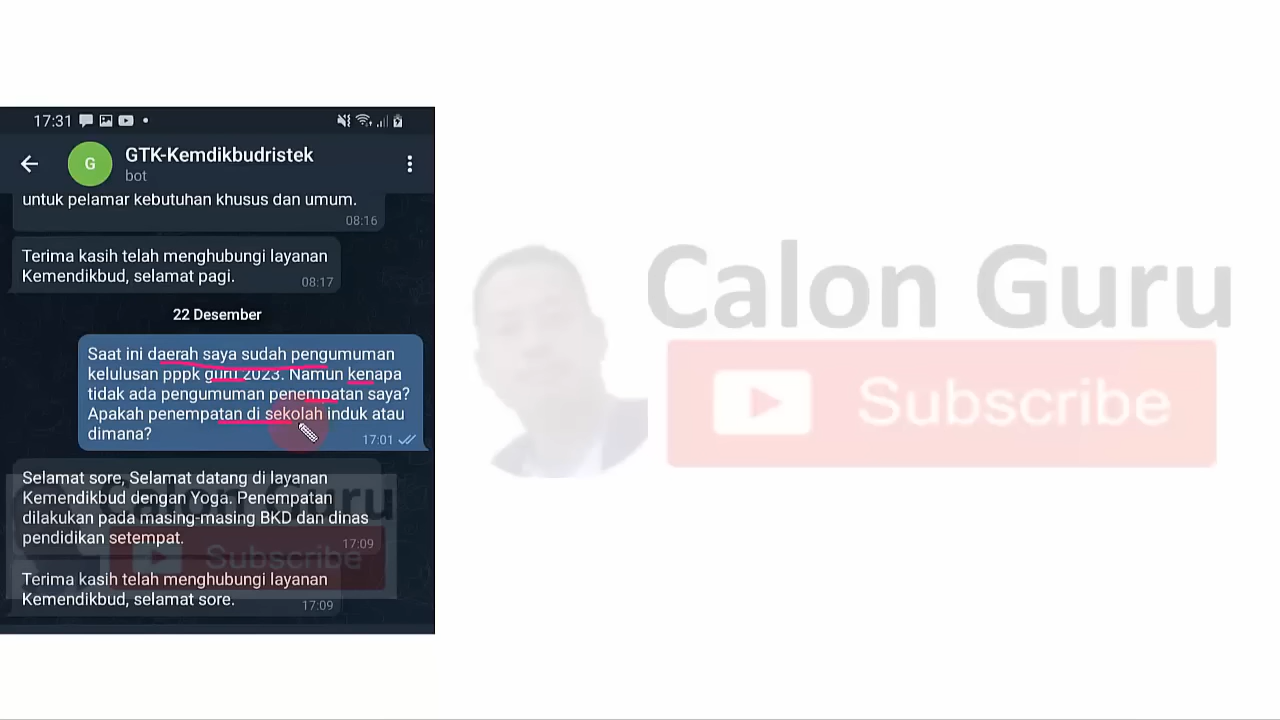 17:31
GTK-Kemdikbudristek
G
bot
untuk pelamar kebutuhan khusus dan umum.
08:16
Terima kasih telah menghubungi layanan
Kemendikbud, selamat pagi.
08:17
22 Desember
Saat ini daerah saya sudah pengumuman
kelulusan pppk guru 2023. Namun kenapa
tidak ada pengumuman penempatan saya?
Apakah penempatan di sekolah induk atau
dimana?
17:01
Selamat sore, Selamat datang di layanan
Kemendikbud dengan Yoga. Penempatan
dilakukan pada masing-masing BKD dan dinas
pendidikan setempat.
17:09
Terima kasih telah menghubungi layanan
Kemendikbud, selamat sore.
17:09
Calon Guru
Subscribe
Calon Guru
Subscribe